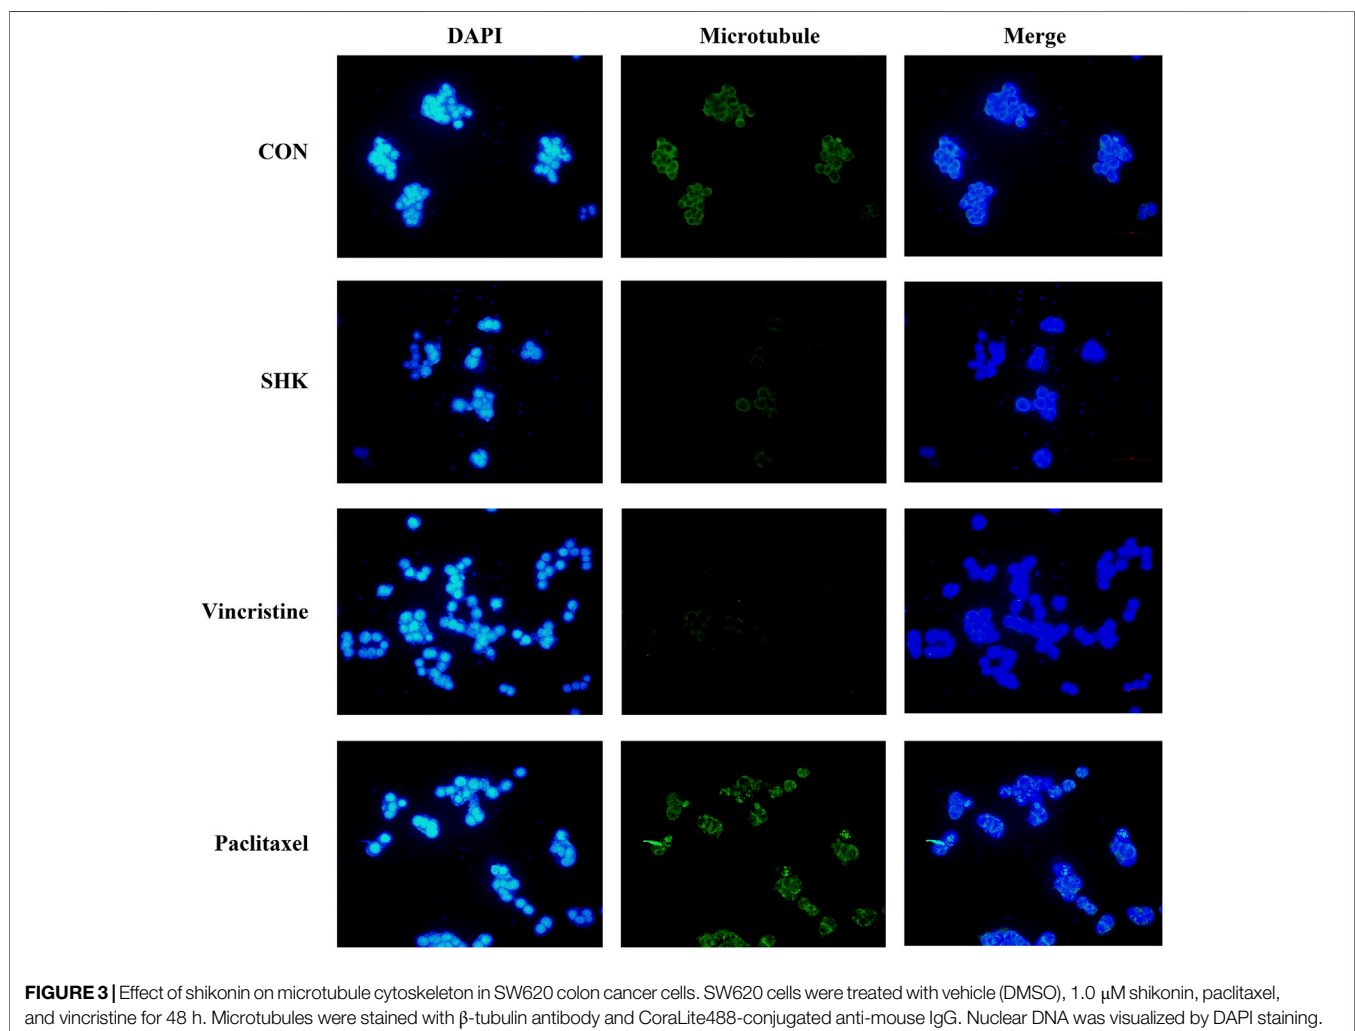 DAPI Microtubule Merge
CON
SHK
Vincristine
Paclitaxel
FIGURE 3 | Effect of shikonin on microtubule cytoskeleton in SW620 colon cancer cells. SW620 cells were treated with vehicle (DMSO), 1.0 μM shikonin, paclitaxel,
and vincristine for 48 h. Microtubules were stained with β-tubulin antibody and CoraLite488-conjugated anti-mouse IgG. Nuclear DNA was visualized by DAPI staining.